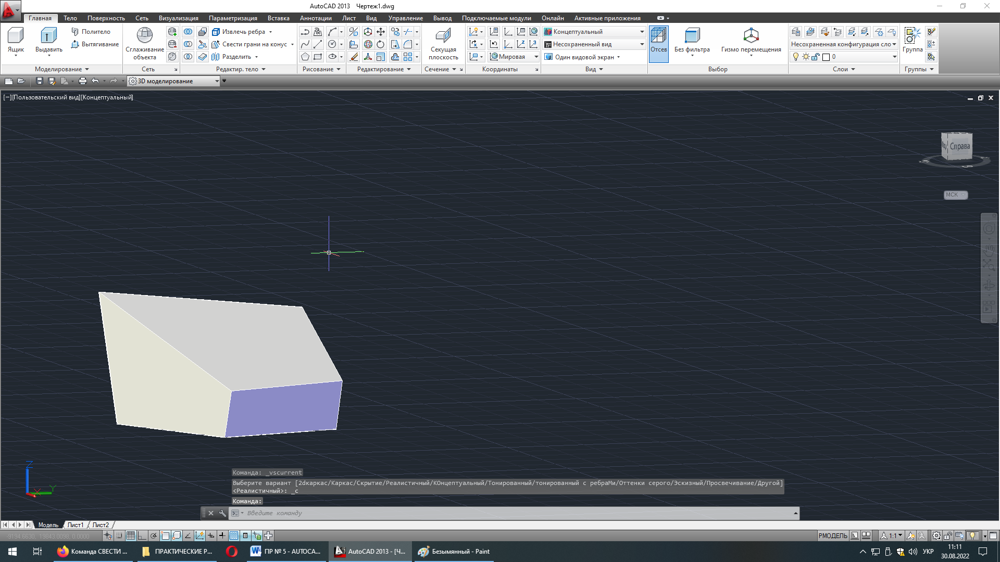 AutoCAD 2013 Чертеж1.dwg
Главная Тело Поверхность Сеть Визуализация Параметризация Вставка Аннотации Лист Вид Управление Вывод Подключаемые модули Онлайн Активные приложения
Ящик
Выдавить
Политело
Вытягивание
Моделирование
Сглаживание
объекта
Сеть
Извлечь ребра
Свести грани на конус
Разделить
Редактир. тело
Рисование
Редактирование
Секущая
плоскость
Сечение
Мировая
Координаты
Концептуальный
Несохраненный вид
Один видовой экран
Вид
Отсев
Без фильтра
Гизмо перемещения
Выбор
Несохраненная конфигурация сло
0
Слои
Группа
Группы
3D моделирование
[−][Пользовательский вид][Концептуальный]
Справа
МСК
Z
X
Y
Команда: _vscurrent
Выберите вариант [2dкаркас/Каркас/Скрытие/Реалистичный/КОнцептуальный/Тонированный/тонированный с ребраМи/Оттенки серого/Эскизный/Просвечивание/Другой]
<Реалистичный>: _c
Команда:
Введите команду
Модель Лист1 Лист2
-9194.6630, 19843.0098, 0.0000
РМОДЕЛЬ
1:1
Команда СВЕСТИ ...
ПРАКТИЧЕСКИЕ Р...
ПР № 5 - AUTOCA...
AutoCAD 2013 - [Ч...
Безымянный - Paint
УКР
11:11
30.08.2022